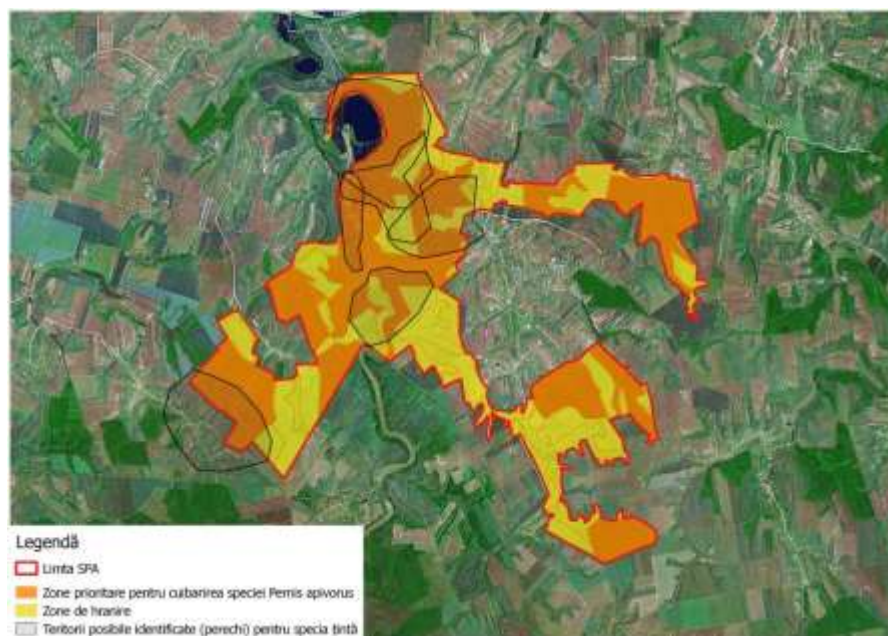 Legendă
Limta SPA
Zone prioritare pentru cuibarirea speciei Pernis apivorus
Zone de hranire
Teritorii posibile identificate (perechi) pentru specia țintă